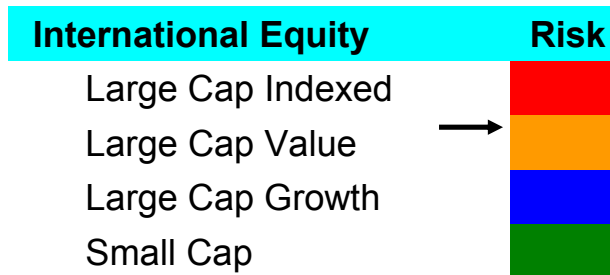 International Equity Risk
Large Cap Indexed
Large Cap Value
Large Cap Growth
Small Cap